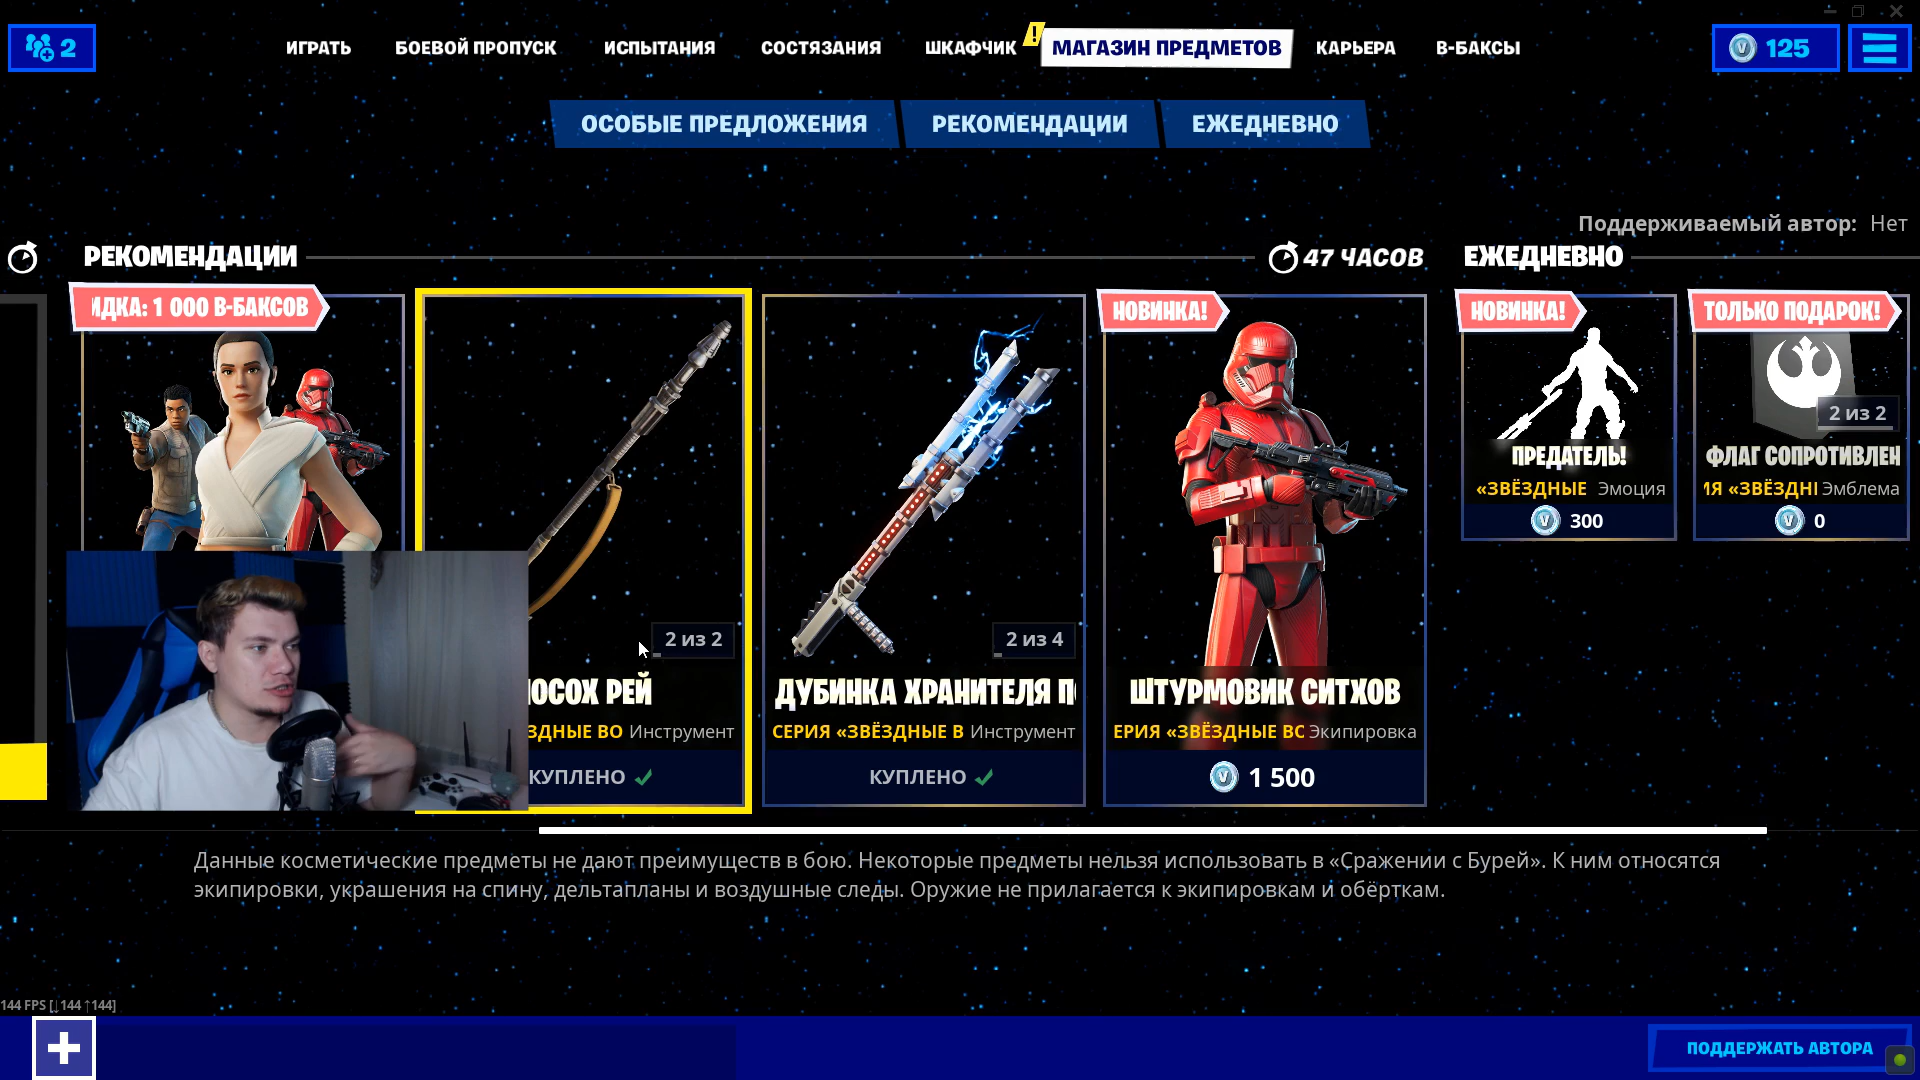 2
ИГРАТЬ
БОЕВОЙ ПРОПУСК
ИСПЫТАНИЯ
СОСТЯЗАНИЯ
ШКАФЧИК
!
МАГАЗИН ПРЕДМЕТОВ
КАРЬЕРА
В-БАКСЫ
125
ОСОБЫЕ ПРЕДЛОЖЕНИЯ
РЕКОМЕНДАЦИИ
ЕЖЕДНЕВНО
Поддерживаемый автор: Нет
РЕКОМЕНДАЦИИ
47 ЧАСОВ
ЕЖЕДНЕВНО
ИДКА: 1 000 В-БАКСОВ
2 из 2
ПОСОХ РЕЙ
ЗДНЫЕ ВО Инструмент
КУПЛЕНО
2 из 4
ДУБИНКА ХРАНИТЕЛЯ П
СЕРИЯ «ЗВЁЗДНЫЕ В Инструмент
КУПЛЕНО
НОВИНКА!
ШТУРМОВИК СИТХОВ
ЕРИЯ «ЗВЁЗДНЫЕ ВС Экипировка
1 500
НОВИНКА!
ПРЕДАТЕЛЬ!
«ЗВЁЗДНЫЕ Эмоция
300
ТОЛЬКО ПОДАРОК!
2 из 2
ФЛАГ СОПРОТИВЛЕН
ИЯ «ЗВЁЗДНІ Эмблема
0
Данные косметические предметы не дают преимуществ в бою. Некоторые предметы нельзя использовать в «Сражении с Бурей». К ним относятся
экипировки, украшения на спину, дельтапланы и воздушные следы. Оружие не прилагается к экипировкам и обёрткам.
144 FPS [↓144 ↑144]
ПОДДЕРЖАТЬ АВТОРА